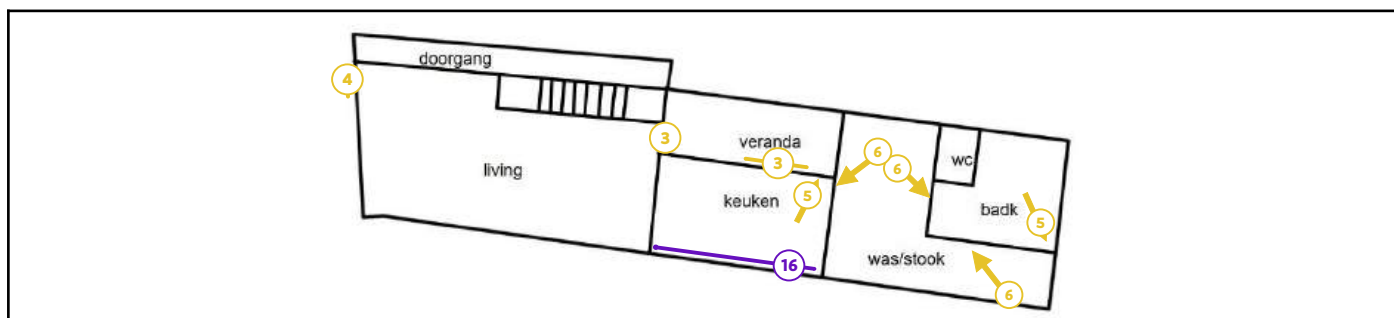 doorgang
4
3
veranda
3
6
6
wc
living
keuken
5
badk
5
was/stook
16
6